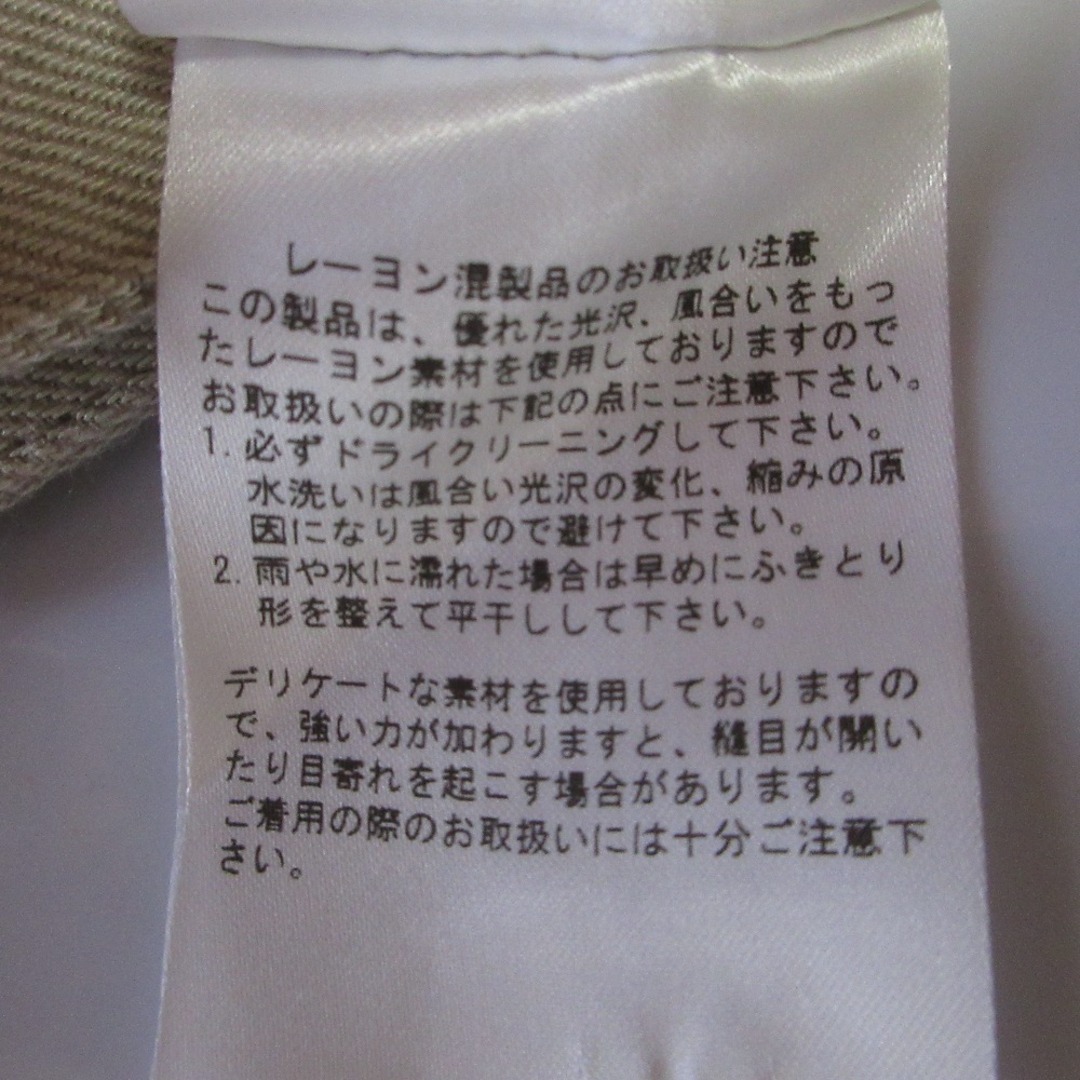 レーヨン混製品のお取扱い注意
この製品は、優れた光沢、風合いをもっ
たレーヨン素材を使用しておりますので
お取扱いの際は下記の点にご注意下さい。
1. 必ずドライクリーニングして下さい。
水洗いは風合い光沢の変化、縮みの原
因になりますので避けて下さい。
2. 雨や水に濡れた場合は早めにふきとり
形を整えて平干しして下さい。
デリケートな素材を使用しておりますの
で、強い力が加わりますと、縫目が開い
たり目寄れを起こす場合があります。
ご着用の際のお取扱いには十分ご注意下
さい。